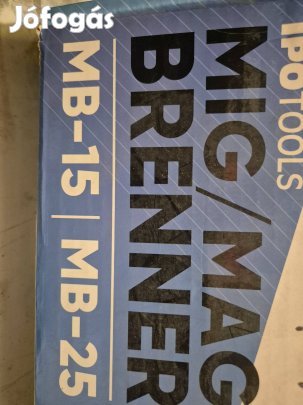 Jófogás
IPOTOOLS
MIG/MAG
BRENNER
MB-15 | MB-25